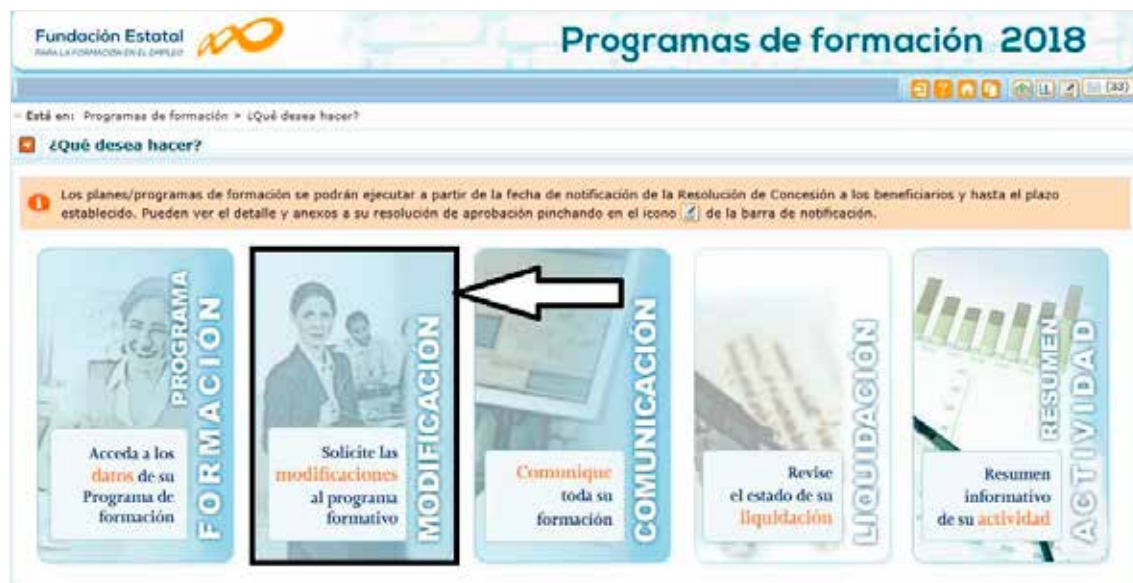 Fundación Estatal
PARA LA FORMACIÓN EN EL EMPLEO
Programas de formación 2018
(33)
Está en: Programas de formación > ¿Qué desea hacer?
¿Qué desea hacer?
Los planes/programas de formación se podrán ejecutar a partir de la fecha de notificación de la Resolución de Concesión a los beneficiarios y hasta el plazo
establecido. Pueden ver el detalle y anexos a su resolución de aprobación pinchando en el icono de la barra de notificación.
PROGRAMA
FORMACION
Acceda a los
datos de su
Programa de
formación
MODIFICACIÓN
Solicite las
modificaciones
al programa
formativo
COMUNICACIÓN
Comunique
toda su
formación
LIQUIDACIÓN
Revise
el estado de su
liquidación
RESUMEN
ACTIVIDAD
Resumen
informativo
de su actividad